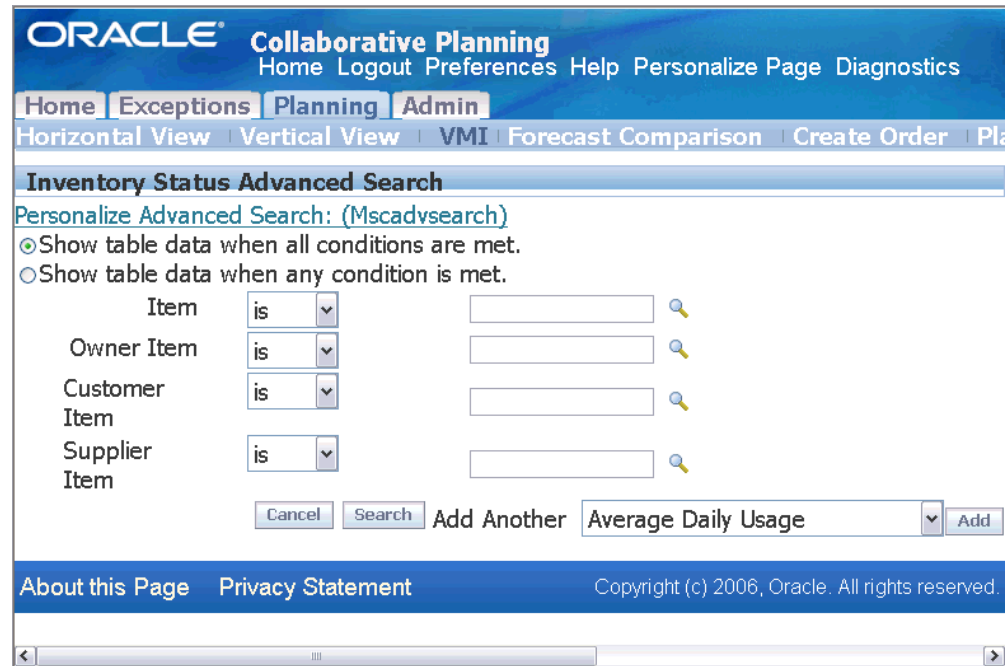 ORACLE Collaborative Planning
Home Logout Preferences Help Personalize Page Diagnostics
Home Exceptions Planning Admin
Horizontal View Vertical View VMI Forecast Comparison Create Order Pla
Inventory Status Advanced Search
Personalize Advanced Search: (Mscadvsearch)
Show table data when all conditions are met.
Show table data when any condition is met.
Item is
Owner Item is
Customer is
Item
Supplier is
Item
Cancel Search Add Another Average Daily Usage Add
About this Page Privacy Statement Copyright (c) 2006, Oracle. All rights reserved.